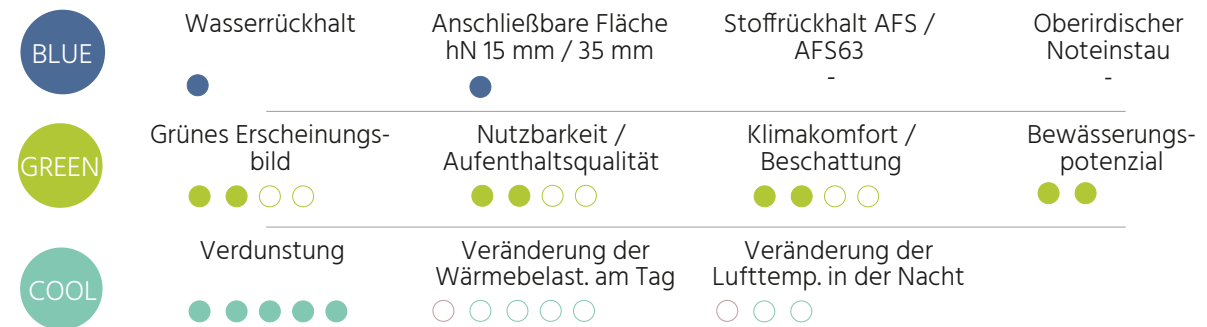 BLUE
Wasserrückhalt
Anschließbare Fläche
hN 15 mm / 35 mm
Stoffrückhalt AFS /
AFS63
-
Oberirdischer
Noteinstau
-
GREEN
Grünes Erscheinungs-
bild
Nutzbarkeit /
Aufenthaltsqualität
Klimakomfort /
Beschattung
Bewässerungs-
potenzial
COOL
Verdunstung
Veränderung der
Wärmebelast. am Tag
Veränderung der
Lufttemp. in der Nacht